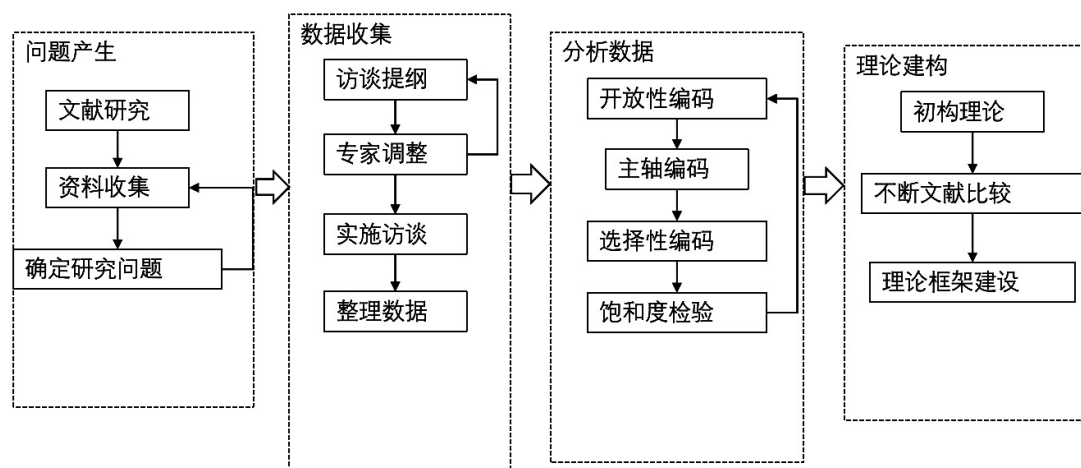 问题产生
文献研究
资料收集
确定研究问题
数据收集
访谈提纲
专家调整
实施访谈
整理数据
分析数据
开放性编码
主轴编码
选择性编码
饱和度检验
理论建构
初构理论
不断文献比较
理论框架建设